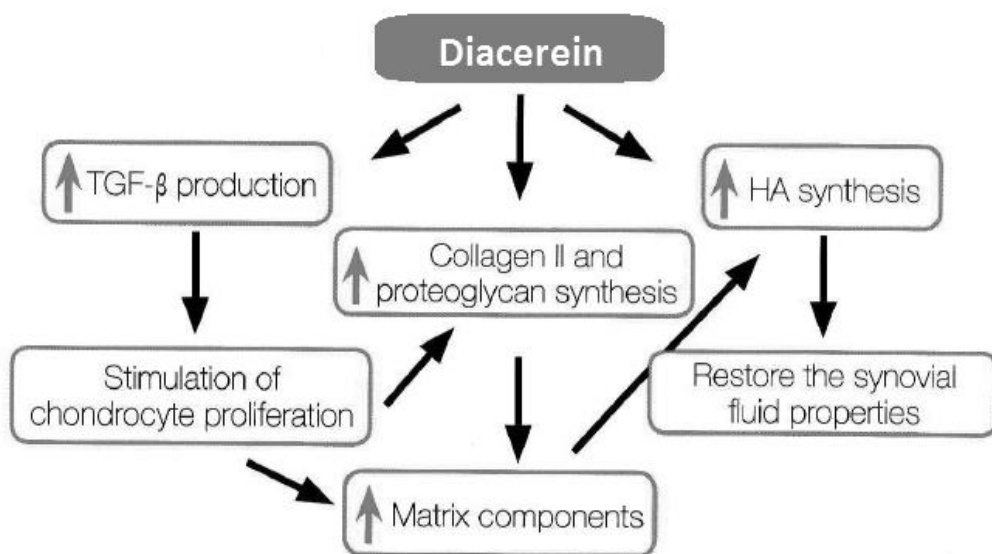 Diacerein
TGF-β production
HA synthesis
Collagen II and
proteoglycan synthesis
Stimulation of
chondrocyte proliferation
Restore the synovial
fluid properties
Matrix components